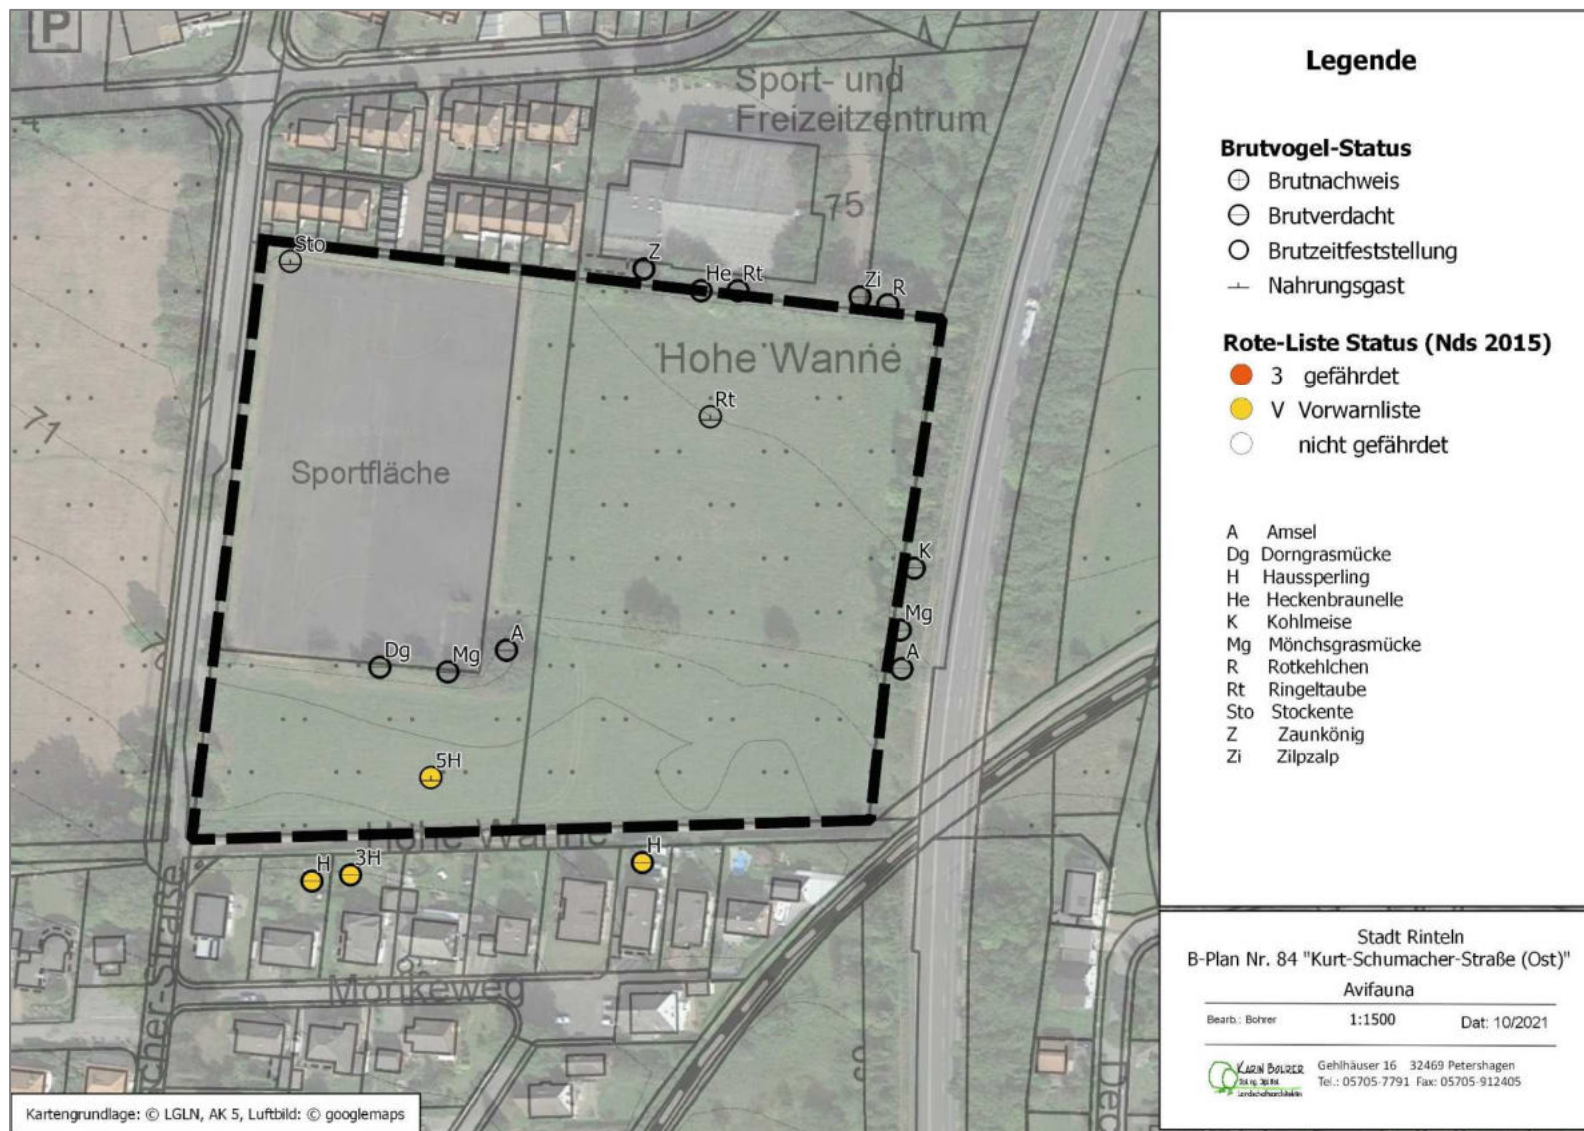 P
Sport- und
Freizeitzentrum
75
Sto
Z
He
Rt
Zi
R
Hohe Wanne
Rt
71
Sportfläche
K
Mg
A
A
Dg
Mg
5H
Hohe Wanne
H
3H
H
Mörikeweg
Legende
Brutvogel-Status
Brutnachweis
Brutverdacht
Brutzeitfeststellung
Nahrungsgast
Rote-Liste Status (Nds 2015)
3 gefährdet
V Vorwarnliste
nicht gefährdet
A Amsel
Dg Dorngrasmücke
H Haussperling
He Heckenbraunelle
K Kohlmeise
Mg Mönchsgrasmücke
R Rotkehlchen
Rt Ringeltaube
Sto Stockente
Z Zaunkönig
Zi Zilpzalp
Stadt Rinteln
B-Plan Nr. 84 "Kurt-Schumacher-Straße (Ost)"
Avifauna
Bearb.: Bohrer 1:1500 Dat: 10/2021
KARIN BOHRER
Landschaftsarchitektin
Gehlhäuser 16 32469 Petershagen
Tel.: 05705-7791 Fax: 05705-912405
Kartengrundlage: © LGLN, AK 5, Luftbild: © googlemaps